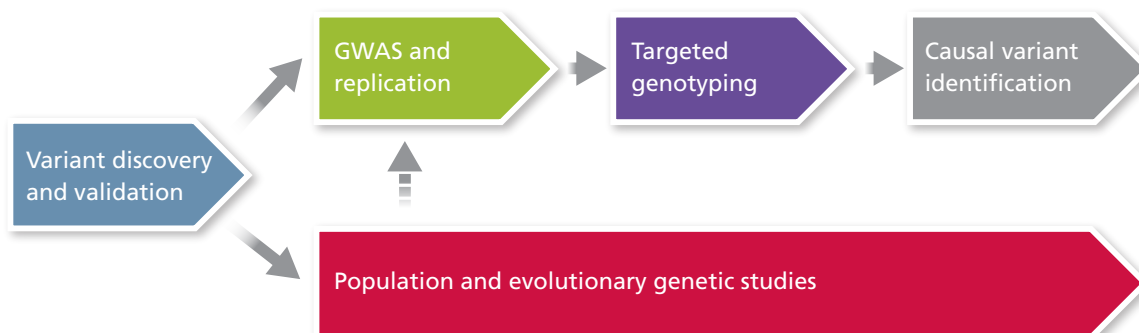 Variant discovery
and validation
GWAS and
replication
Targeted
genotyping
Causal variant
identification
Population and evolutionary genetic studies